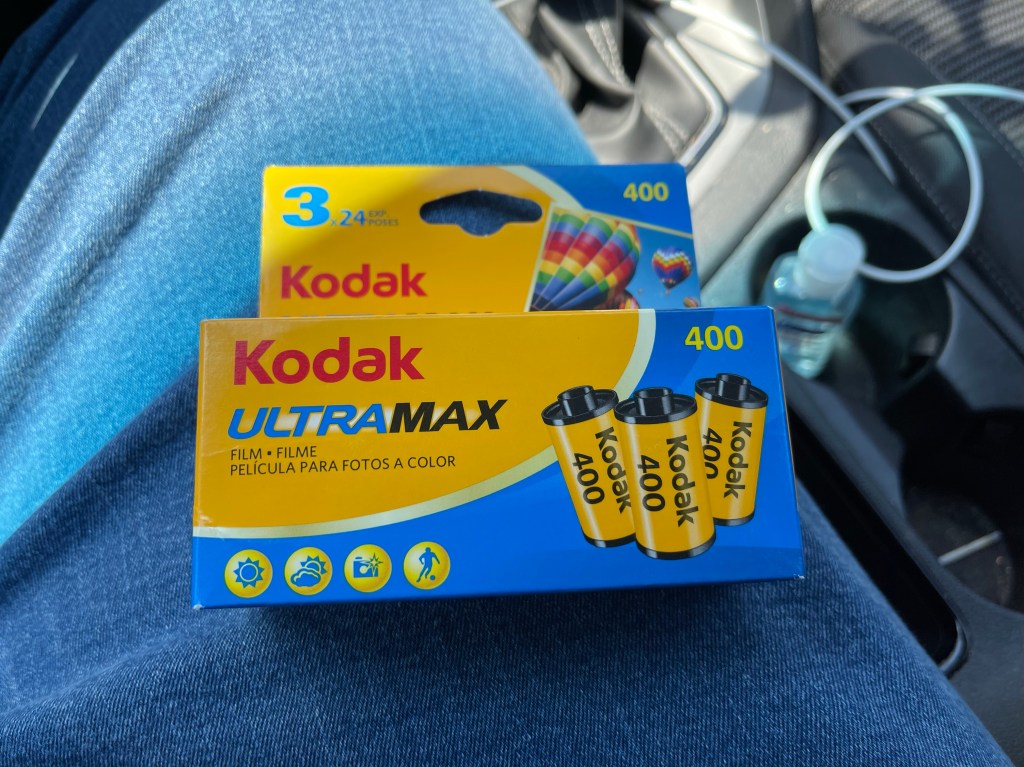 3 x 24 EXP.
POSES
400
Kodak
Kodak
400
ULTRAMAX
FILM • FILME
PELÍCULA PARA FOTOS A COLOR
Kodak
400
Kodak
400
Kodak
400